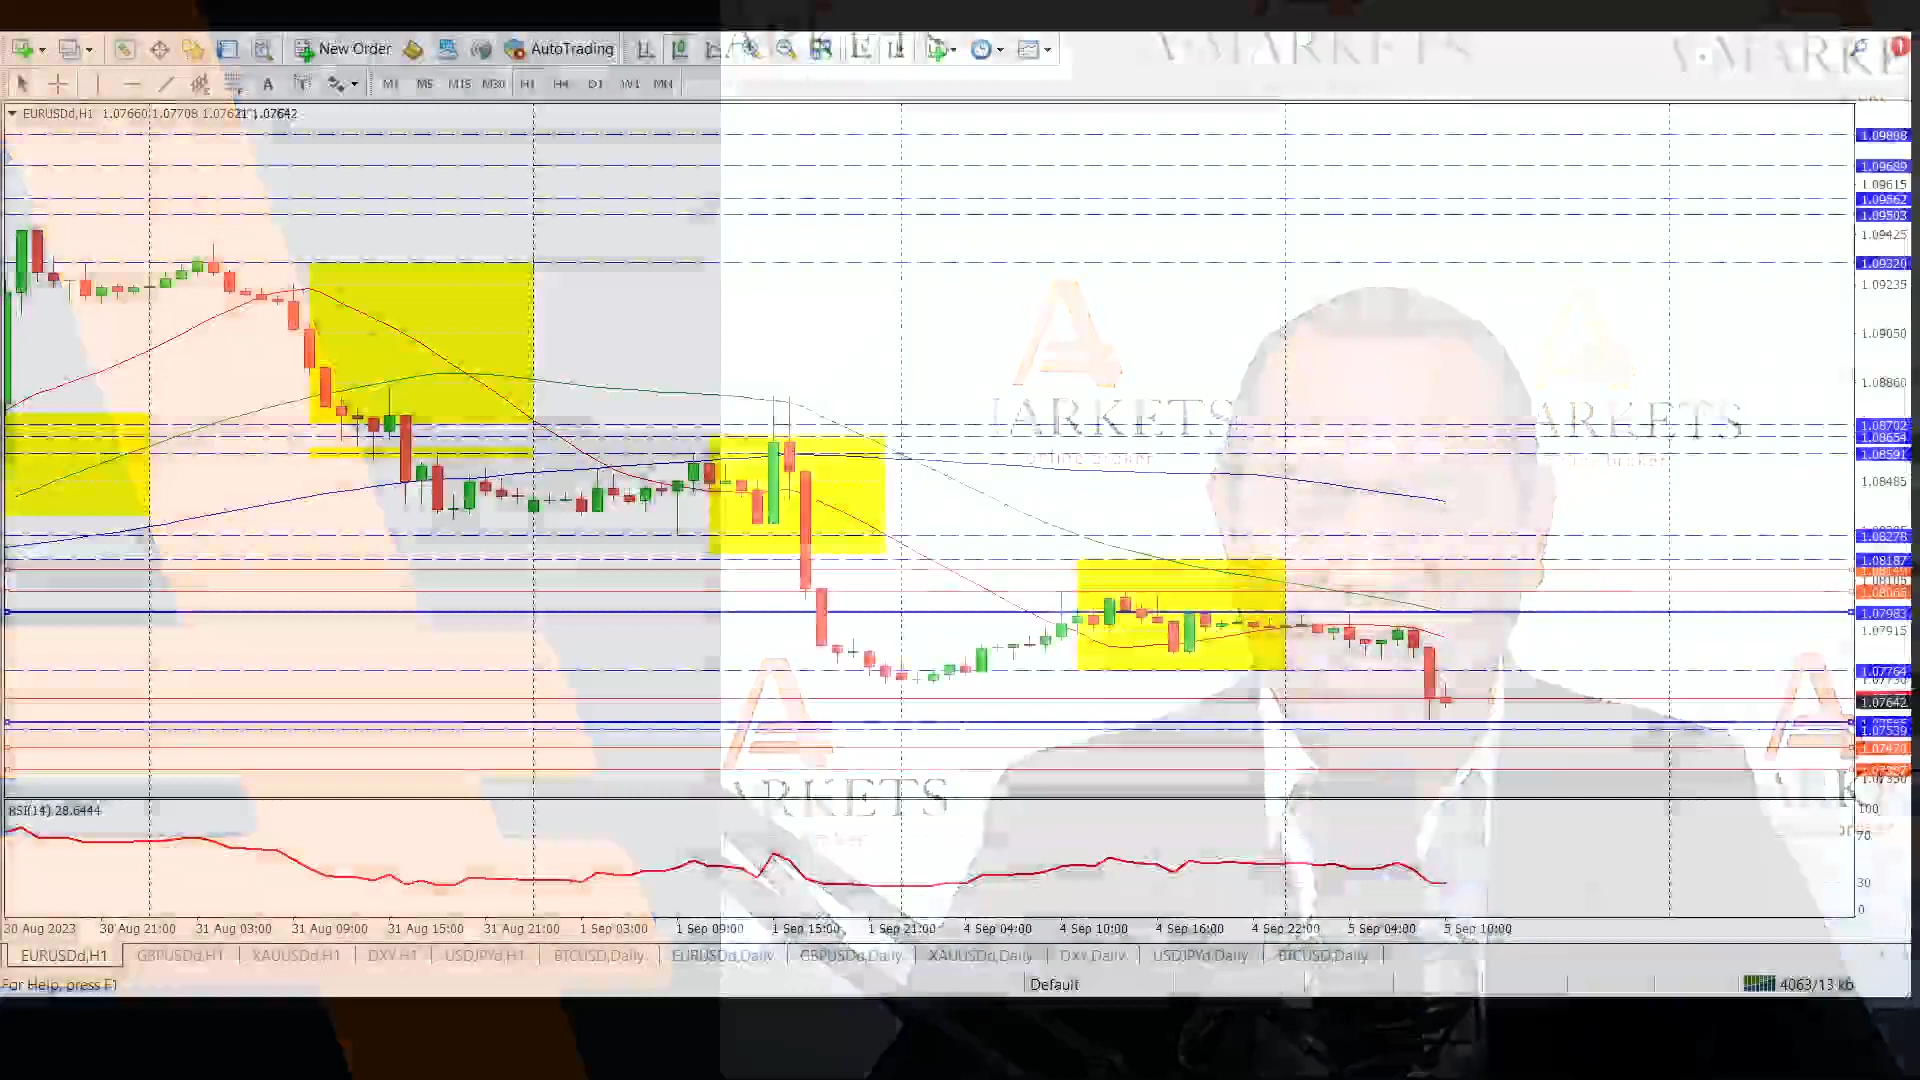 New Order
AutoTrading
M1 M5 M15 M30 H1 H4 D1 W1 MN
EURUSDd,H1 1.07660 1.07708 1.07621 1.07642
1.09689
1.09615
1.09562
1.09503
1.09425
1.09320
1.09235
1.09050
1.08860
1.08702
1.08654
1.08591
1.08485
1.08278
1.08187
1.07983
1.07915
1.07764
1.07642
1.07539
1.07470
MARKETS
MARKETS
ARKETS
ARKETS
online broker
ARKETS
RSI(14) 28.6444
100
70
30
0
30 Aug 2023 30 Aug 21:00 31 Aug 03:00 31 Aug 09:00 31 Aug 15:00 31 Aug 21:00 1 Sep 03:00 1 Sep 09:00 1 Sep 15:00 1 Sep 21:00 4 Sep 04:00 4 Sep 10:00 4 Sep 16:00 4 Sep 22:00 5 Sep 04:00 5 Sep 10:00
EURUSDd,H1 GBPUSDd,H1 XAUUSDd,H1 DXY,H1 USDJPYd,H1 BTCUSD,Daily EURUSDd,Daily GBPUSDd,Daily XAUUSDd,Daily DXY,Daily USDJPYd,Daily BTCUSD,Daily
For Help, press F1
Default
4063/13 kb